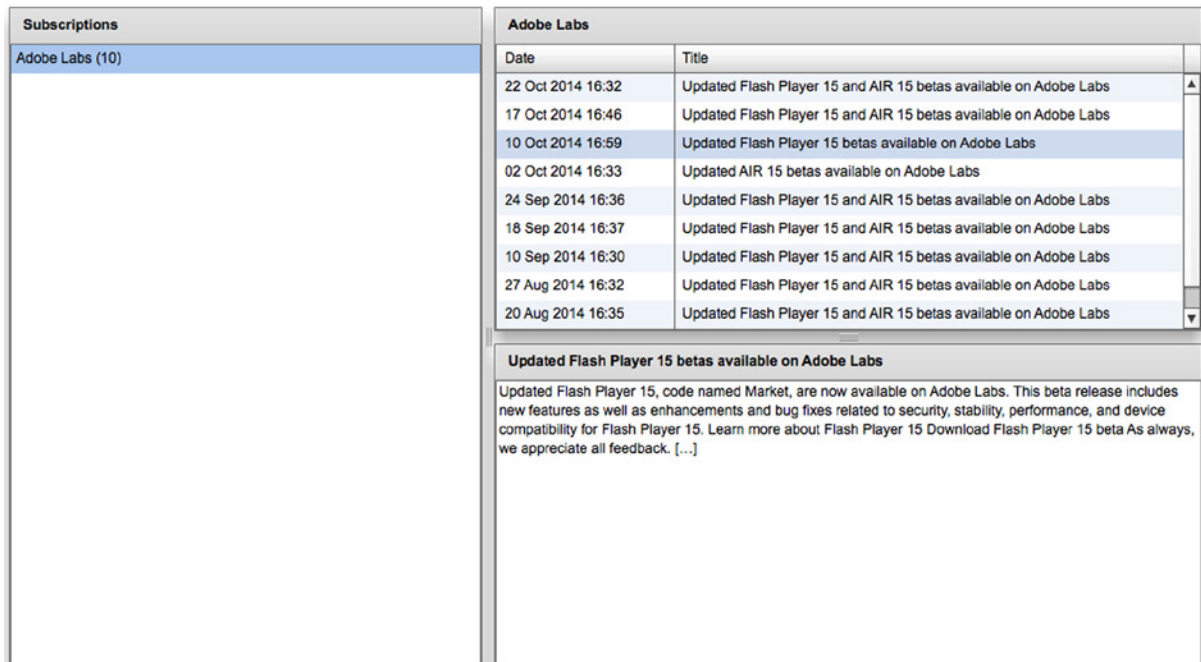 Subscriptions
Adobe Labs (10)
Adobe Labs
Date Title
22 Oct 2014 16:32 Updated Flash Player 15 and AIR 15 betas available on Adobe Labs
17 Oct 2014 16:46 Updated Flash Player 15 and AIR 15 betas available on Adobe Labs
10 Oct 2014 16:59 Updated Flash Player 15 betas available on Adobe Labs
02 Oct 2014 16:33 Updated AIR 15 betas available on Adobe Labs
24 Sep 2014 16:36 Updated Flash Player 15 and AIR 15 betas available on Adobe Labs
18 Sep 2014 16:37 Updated Flash Player 15 and AIR 15 betas available on Adobe Labs
10 Sep 2014 16:30 Updated Flash Player 15 and AIR 15 betas available on Adobe Labs
27 Aug 2014 16:32 Updated Flash Player 15 and AIR 15 betas available on Adobe Labs
20 Aug 2014 16:35 Updated Flash Player 15 and AIR 15 betas available on Adobe Labs
Updated Flash Player 15 betas available on Adobe Labs
Updated Flash Player 15, code named Market, are now available on Adobe Labs. This beta release includes
new features as well as enhancements and bug fixes related to security, stability, performance, and device
compatibility for Flash Player 15. Learn more about Flash Player 15 Download Flash Player 15 beta As always,
we appreciate all feedback. […]